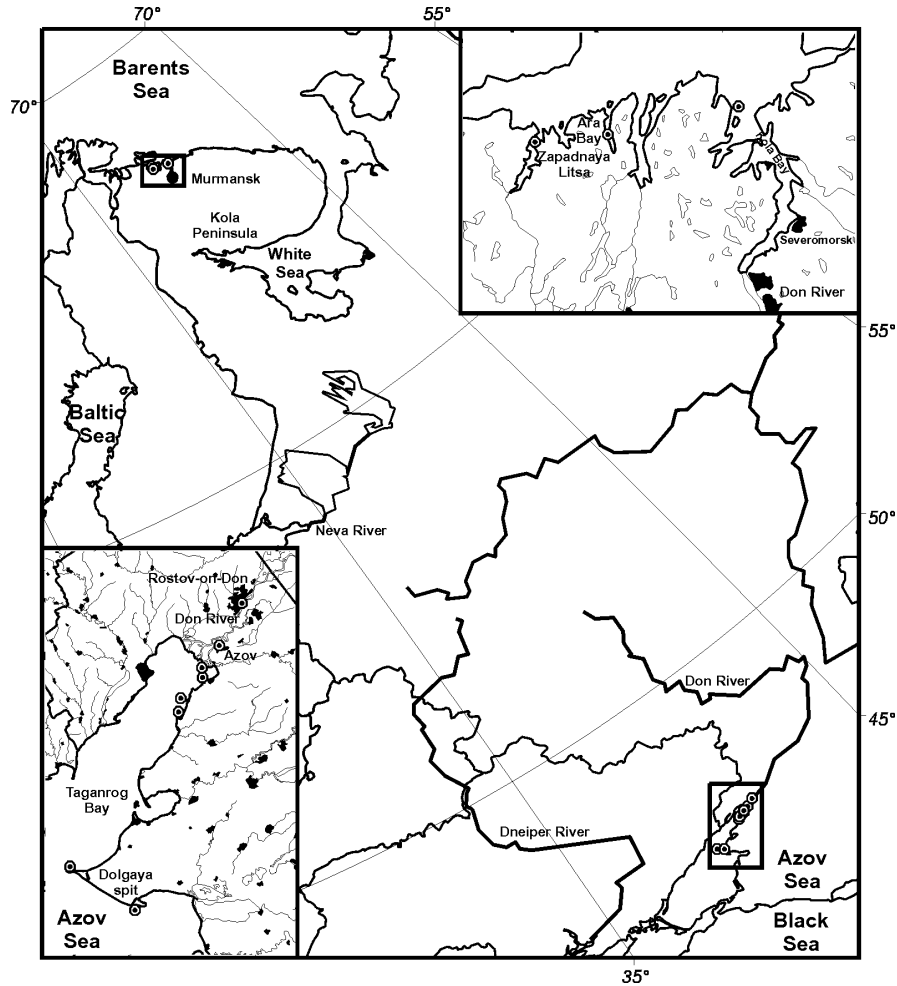 70°
55°
70°
Barents
Sea
Murmansk
Kola
Peninsula
White
Sea
Ara
Bay
Zapadnaya
Litsa
Kola Bay
Severomorsk
Don River
55°
Baltic
Sea
Neva River
50°
Rostov-on-Don
Don River
Azov
Taganrog
Bay
Dolgaya
spit
Azov
Sea
Don River
45°
Dneiper River
Azov
Sea
Black
Sea
35°